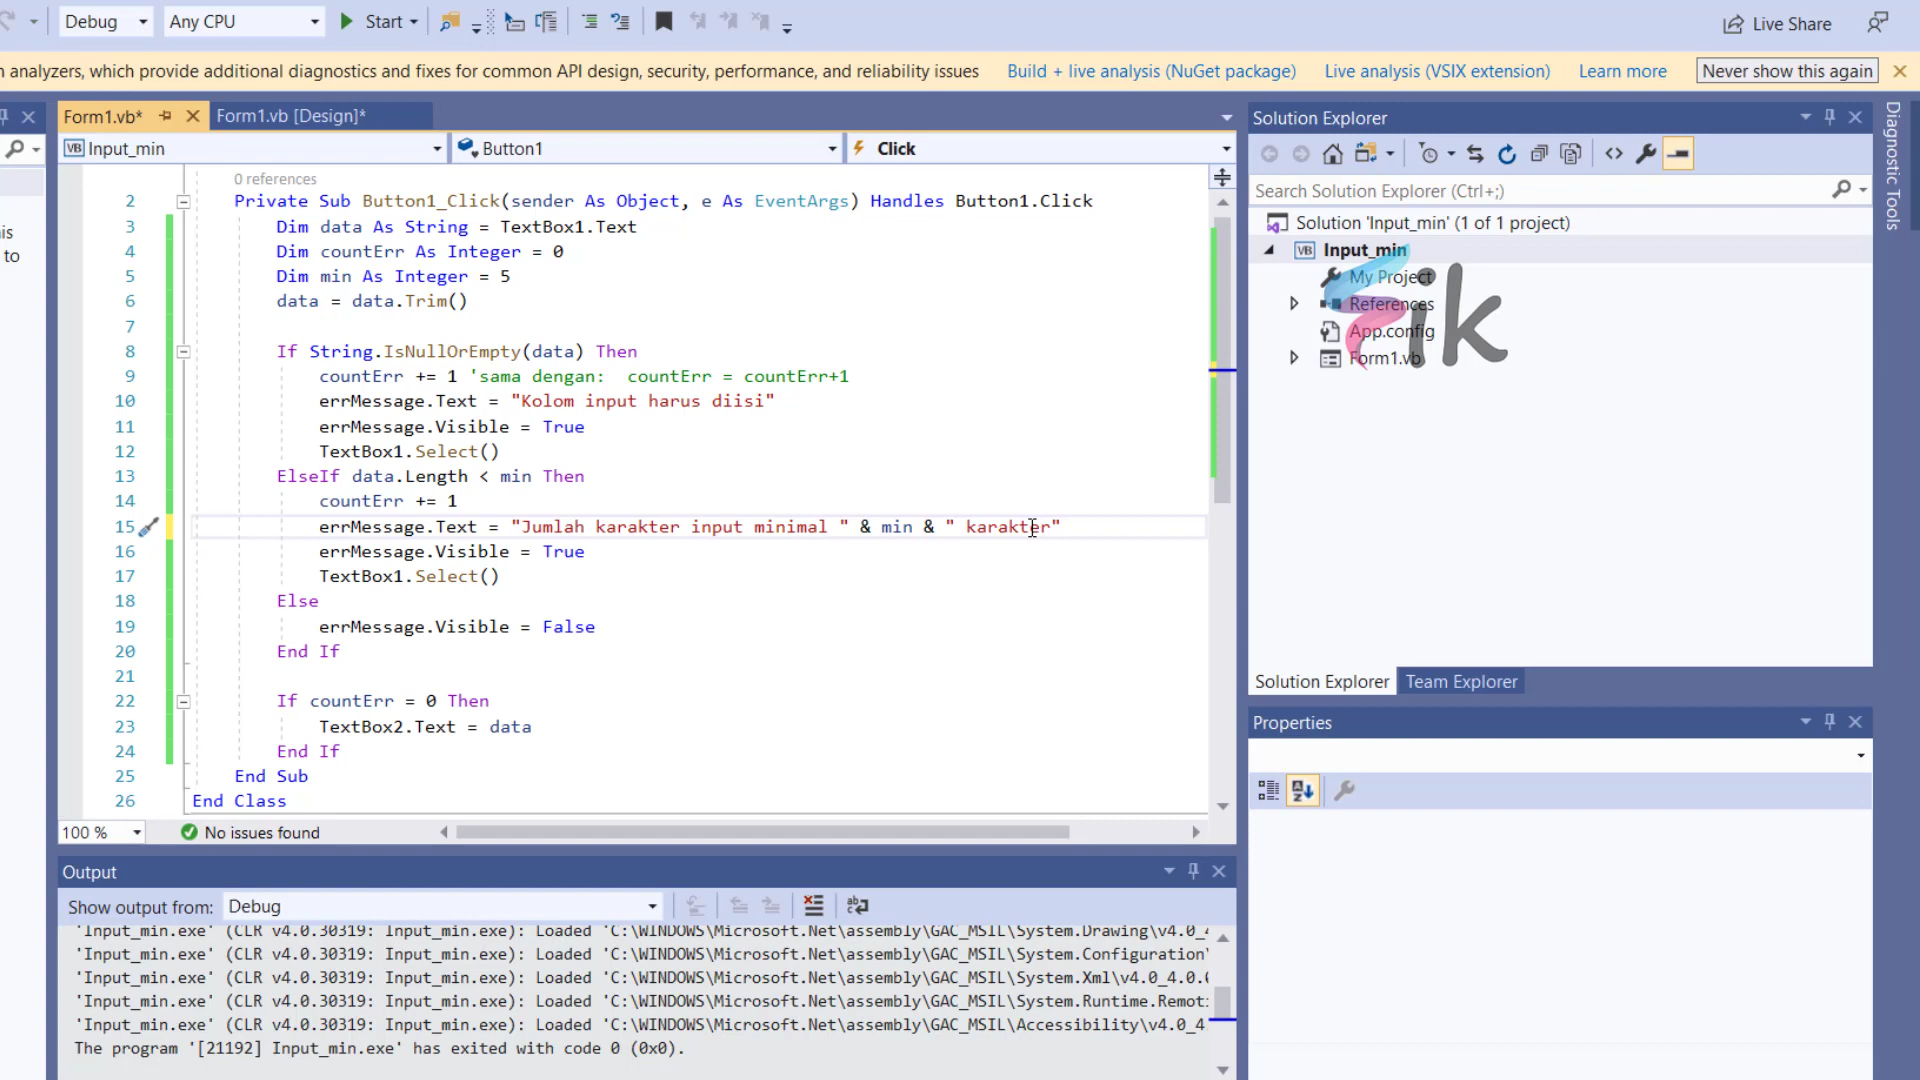 Debug
Any CPU
Start
Live Share
analyzers, which provide additional diagnostics and fixes for common API design, security, performance, and reliability issues
Build + live analysis (NuGet package)
Live analysis (VSIX extension)
Learn more
Never show this again
Form1.vb*
Form1.vb [Design]*
VB Input_min
Button1
Click
0 references
2 Private Sub Button1_Click(sender As Object, e As EventArgs) Handles Button1.Click
3 Dim data As String = TextBox1.Text
4 Dim countErr As Integer = 0
5 Dim min As Integer = 5
6 data = data.Trim()
7
8 If String.IsNullOrEmpty(data) Then
9 countErr += 1 'sama dengan:  countErr = countErr+1
10 errMessage.Text = "Kolom input harus diisi"
11 errMessage.Visible = True
12 TextBox1.Select()
13 ElseIf data.Length < min Then
14 countErr += 1
15 errMessage.Text = "Jumlah karakter input minimal " & min & " karakter"
16 errMessage.Visible = True
17 TextBox1.Select()
18 Else
19 errMessage.Visible = False
20 End If
21
22 If countErr = 0 Then
23 TextBox2.Text = data
24 End If
25 End Sub
26 End Class
100 %
No issues found
Output
Show output from:
Debug
'Input_min.exe' (CLR v4.0.30319: Input_min.exe): Loaded 'C:\WINDOWS\Microsoft.Net\assembly\GAC_MSIL\System.Drawing\v4.0_4
'Input_min.exe' (CLR v4.0.30319: Input_min.exe): Loaded 'C:\WINDOWS\Microsoft.Net\assembly\GAC_MSIL\System.Configuration\
'Input_min.exe' (CLR v4.0.30319: Input_min.exe): Loaded 'C:\WINDOWS\Microsoft.Net\assembly\GAC_MSIL\System.Xml\v4.0_4.0.0
'Input_min.exe' (CLR v4.0.30319: Input_min.exe): Loaded 'C:\WINDOWS\Microsoft.Net\assembly\GAC_MSIL\System.Runtime.Remot
'Input_min.exe' (CLR v4.0.30319: Input_min.exe): Loaded 'C:\WINDOWS\Microsoft.Net\assembly\GAC_MSIL\Accessibility\v4.0_4
The program '[21192] Input_min.exe' has exited with code 0 (0x0).
Solution Explorer
Search Solution Explorer (Ctrl+;)
Solution 'Input_min' (1 of 1 project)
VB Input_min
My Project
References
App.config
Form1.vb
ik
Solution Explorer
Team Explorer
Properties
Diagnostic Tools
to